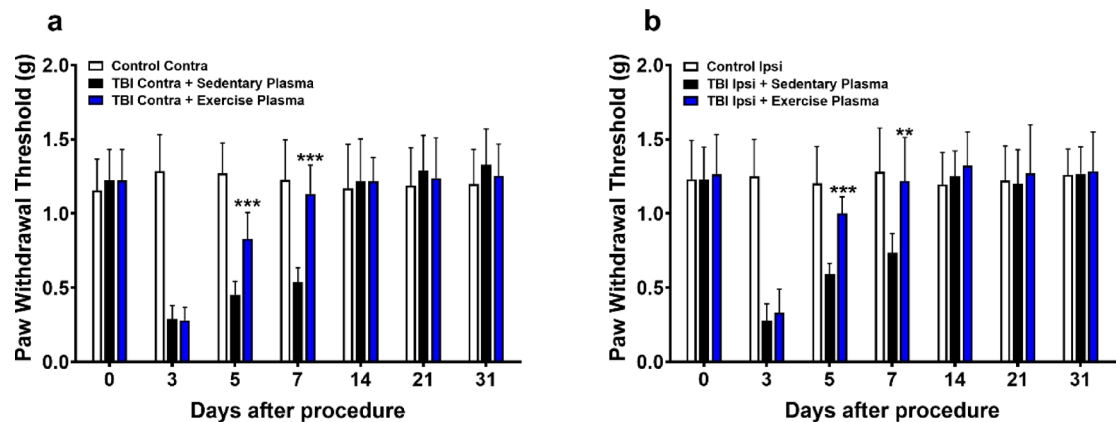 a
Paw Withdrawal Threshold (g)
2.0
1.5
1.0
0.5
0.0
Control Contra
TBI Contra + Sedentary Plasma
TBI Contra + Exercise Plasma
***
***
0 3 5 7 14 21 31
Days after procedure
b
Paw Withdrawal Threshold (g)
2.0
1.5
1.0
0.5
0.0
Control Ipsi
TBI Ipsi + Sedentary Plasma
TBI Ipsi + Exercise Plasma
**
***
0 3 5 7 14 21 31
Days after procedure